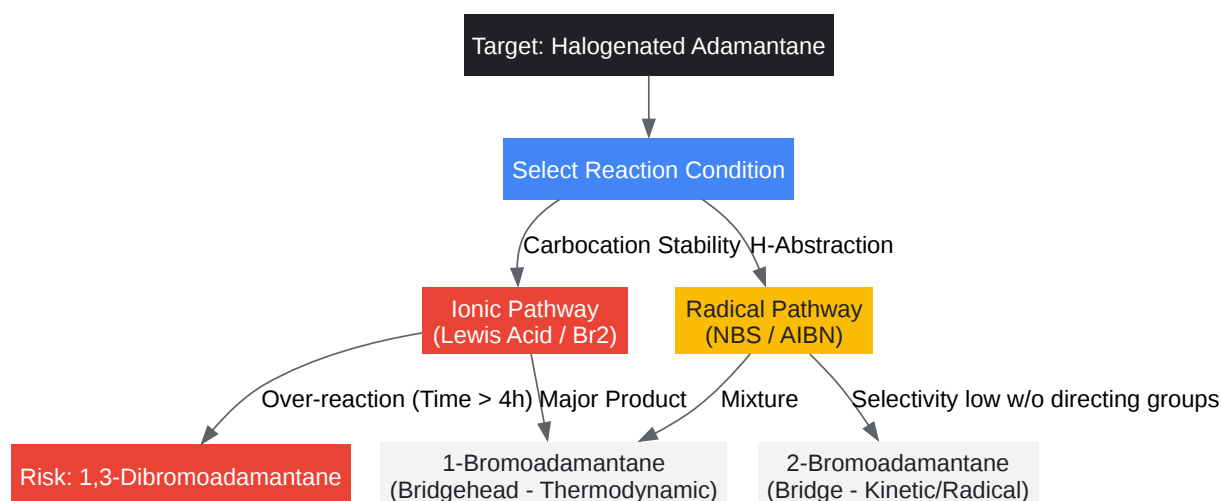 Target: Halogenated Adamantane
Select Reaction Condition
Carbocation Stability
H-Abstraction
Ionic Pathway
(Lewis Acid / Br2)
Radical Pathway
(NBS / AIBN)
Over-reaction (Time > 4h)
Major Product
Mixture
Selectivity low w/o directing groups
Risk: 1,3-Dibromoadamantane
1-Bromoadamantane
(Bridgehead - Thermodynamic)
2-Bromoadamantane
(Bridge - Kinetic/Radical)